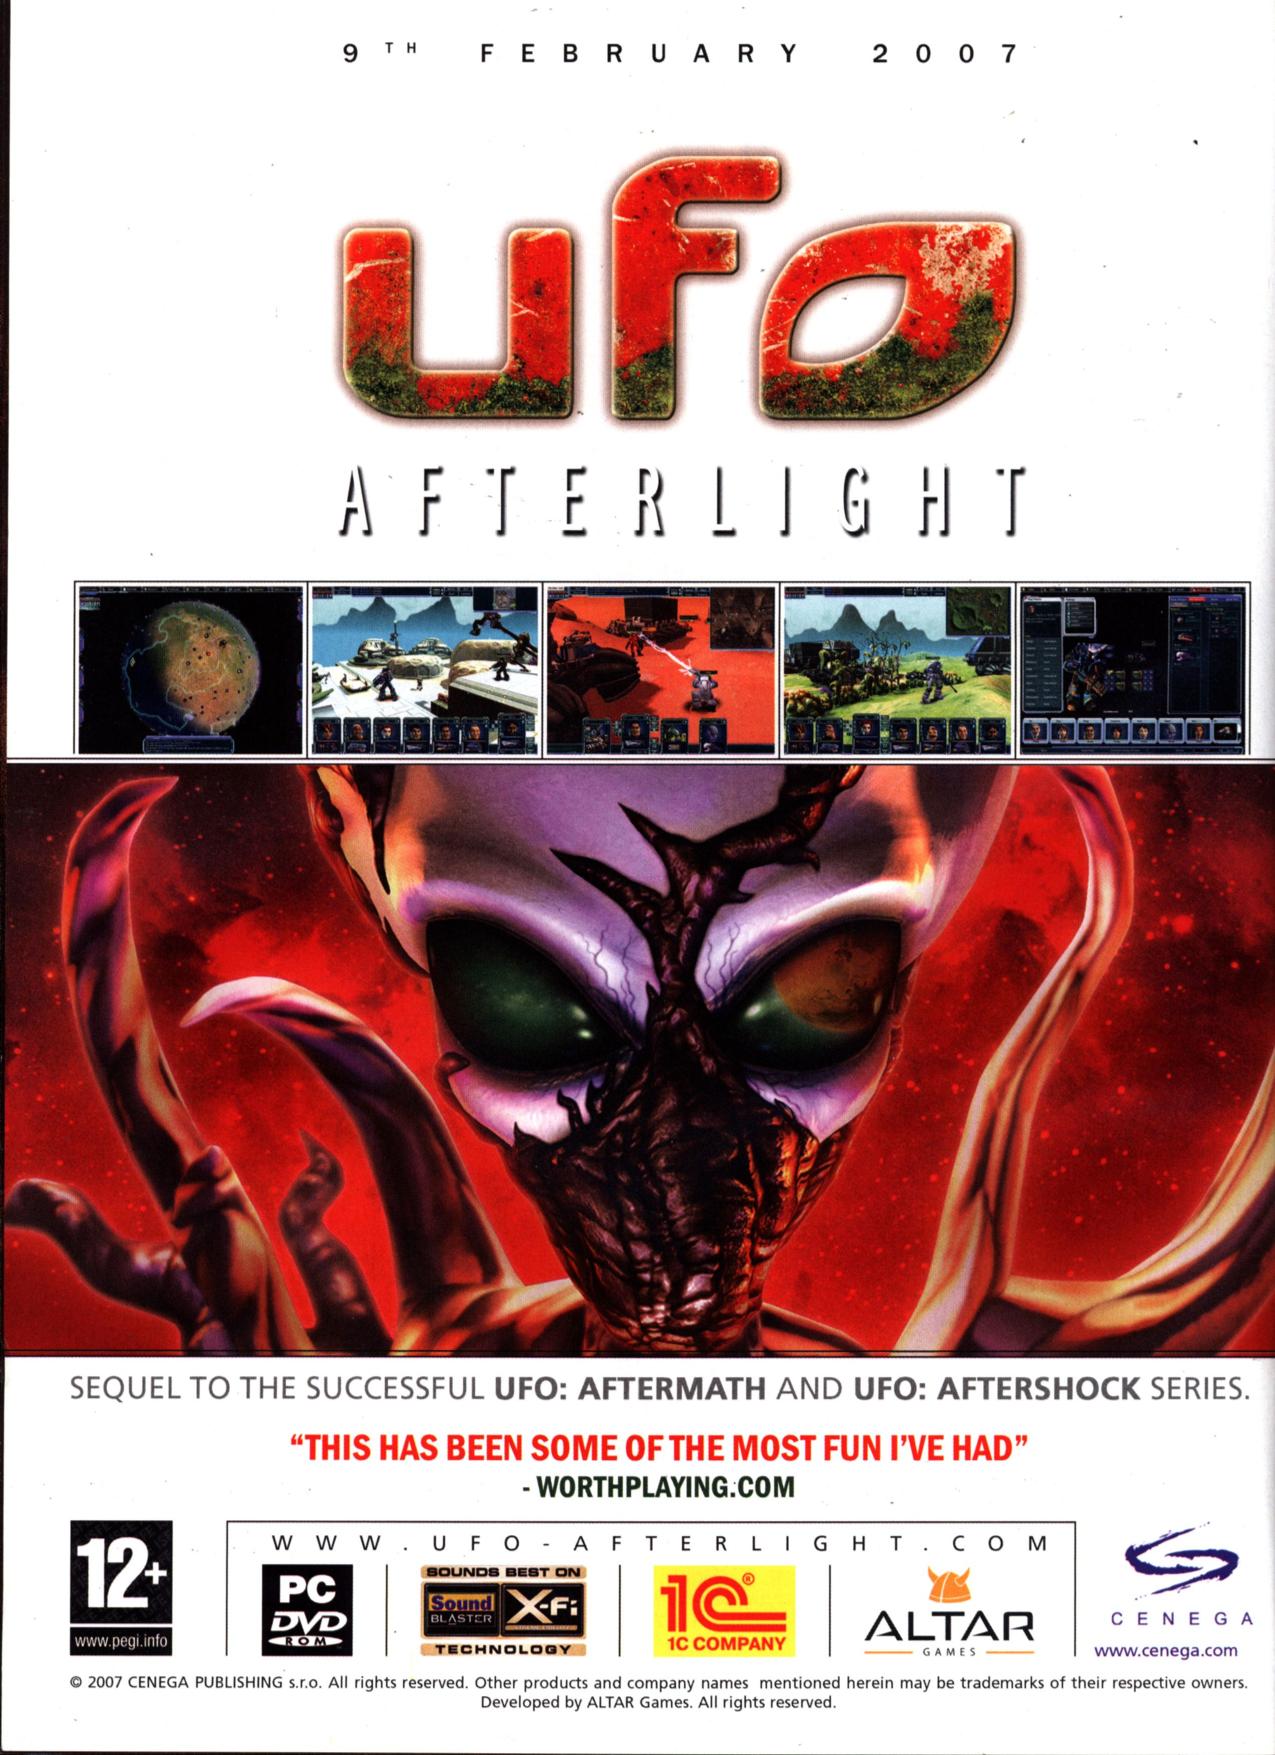 9TH FEBRUARY 2007
ufo
AFTERLIGHT
SEQUEL TO THE SUCCESSFUL UFO: AFTERMATH AND UFO: AFTERSHOCK SERIES.
“THIS HAS BEEN SOME OF THE MOST FUN I’VE HAD”
- WORTHPLAYING.COM
12+
www.pegi.info
WWW.UFO-AFTERLIGHT.COM
PC
DVD
ROM
SOUNDS BEST ON
Sound
BLASTER
X-Fi
TECHNOLOGY
1C®
1C COMPANY
ALTAR
GAMES
CENEGA
www.cenega.com
© 2007 CENEGA PUBLISHING s.r.o. All rights reserved. Other products and company names mentioned herein may be trademarks of their respective owners.
Developed by ALTAR Games. All rights reserved.